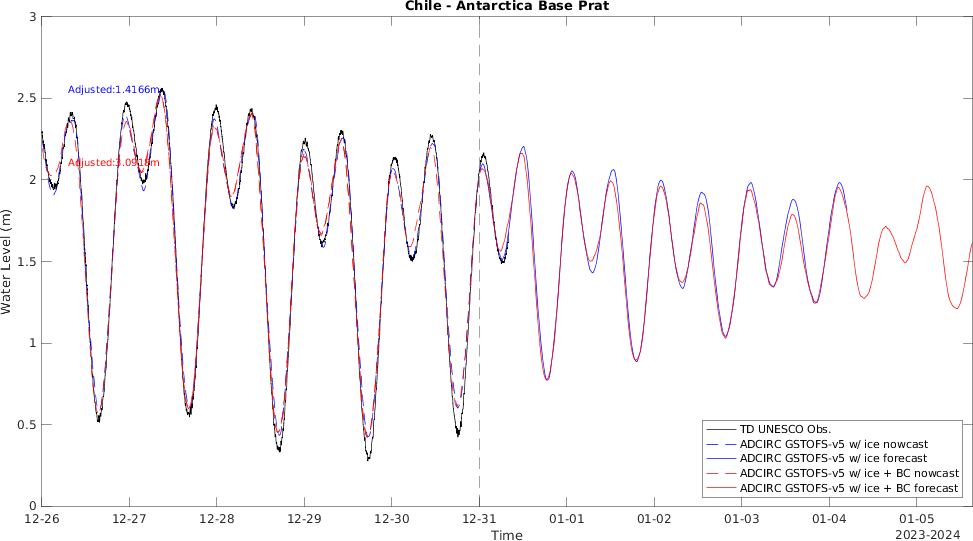 Chile - Antarctica Base Prat
3
2.5
2
1.5
1
0.5
0
Water Level (m)
Adjusted:1.4166m
12-26
12-27
12-28
12-29
12-30
12-31
01-01
01-02
01-03
01-04
01-05
Time
2023-2024
TD UNESCO Obs.
ADCIRC GSTOFS-v5 w/ ice nowcast
ADCIRC GSTOFS-v5 w/ ice forecast
ADCIRC GSTOFS-v5 w/ ice + BC nowcast
ADCIRC GSTOFS-v5 w/ ice + BC forecast